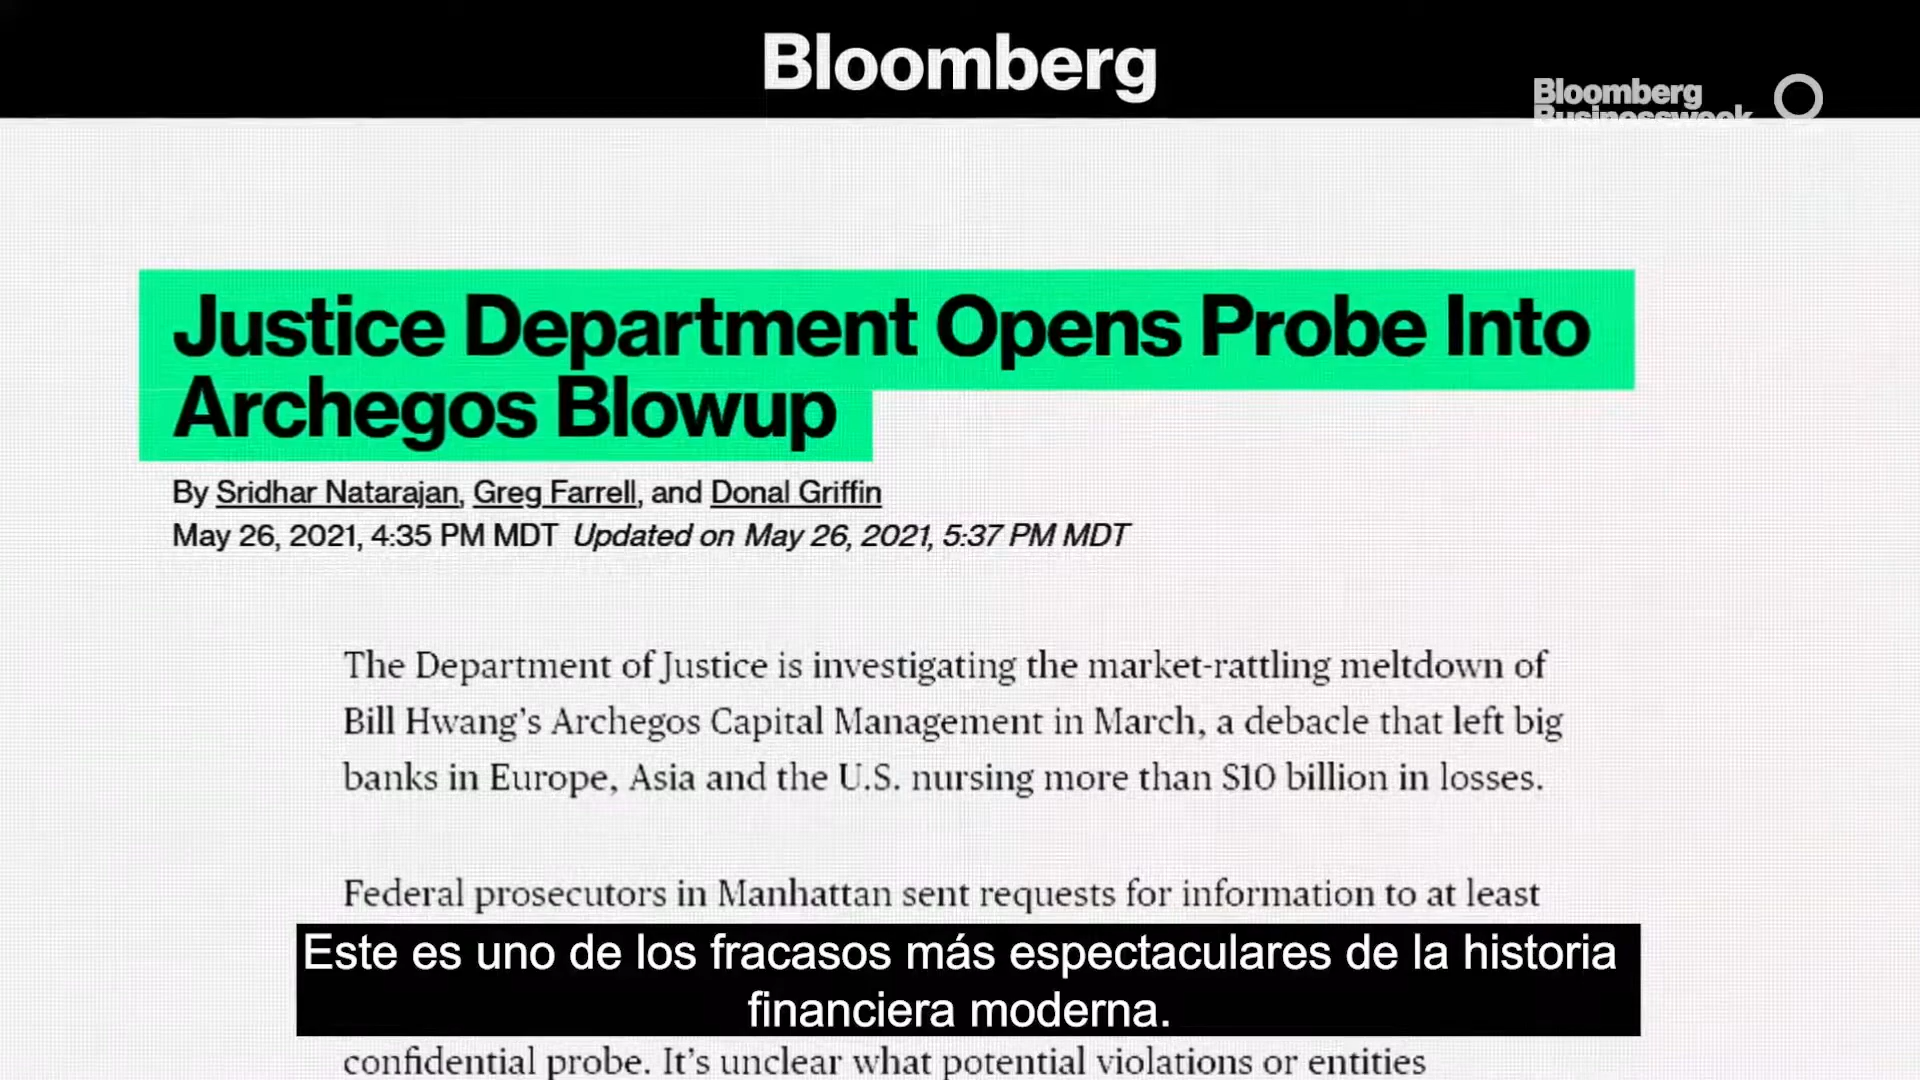 Bloomberg
Bloomberg
Businessweek
Justice Department Opens Probe Into
Archegos Blowup
By Sridhar Natarajan, Greg Farrell, and Donal Griffin
May 26, 2021, 4:35 PM MDT Updated on May 26, 2021, 5:37 PM MDT
The Department of Justice is investigating the market-rattling meltdown of
Bill Hwang’s Archegos Capital Management in March, a debacle that left big
banks in Europe, Asia and the U.S. nursing more than $10 billion in losses.
Federal prosecutors in Manhattan sent requests for information to at least
Este es uno de los fracasos más espectaculares de la historia
financiera moderna.
confidential probe. It’s unclear what potential violations or entities